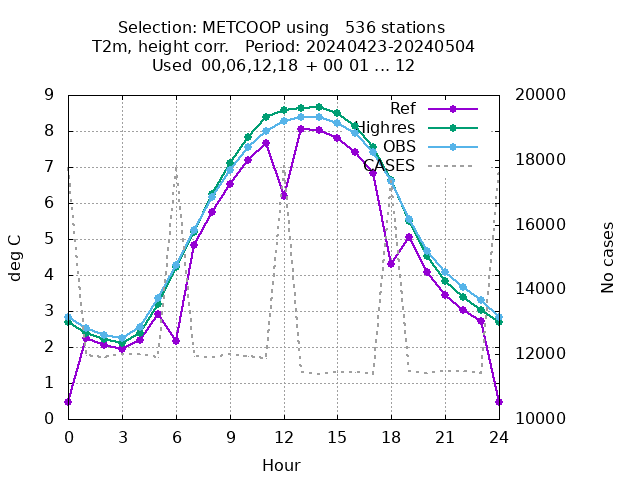 Selection: METCOOP using   536 stations
T2m, height corr.   Period: 20240423-20240504
Used  00,06,12,18  + 00 01 ... 12
9 8 7 6 5 4 3 2 1 0
deg C
20000 18000 16000 14000 12000 10000
No cases
Ref
Highres
OBS
CASES
0 3 6 9 12 15 18 21 24
Hour